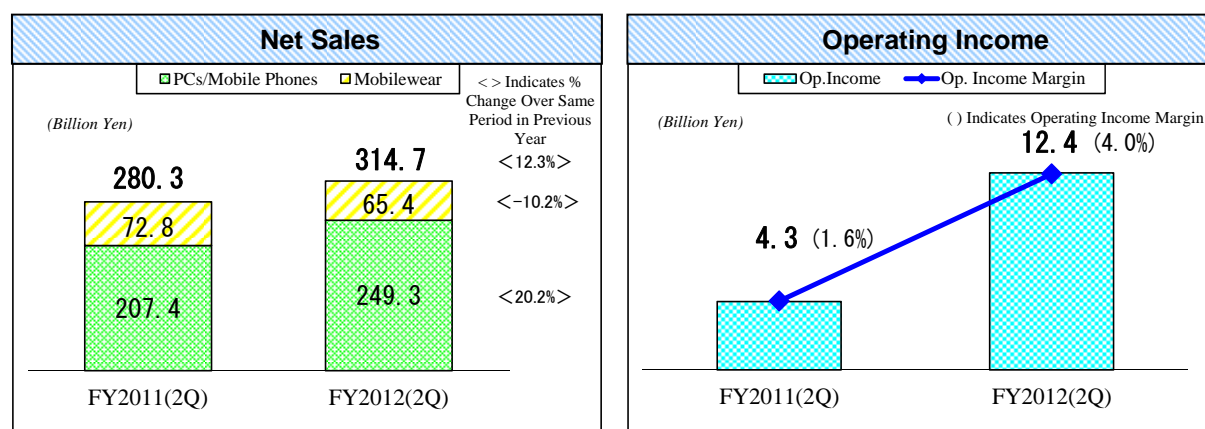 Net Sales
PCs/Mobile Phones Mobilewear
< > Indicates %
Change Over Same
Period in Previous
Year
(Billion Yen)
280.3
314.7
<12.3%>
72.8
65.4
<-10.2%>
207.4
249.3
<20.2%>
FY2011(2Q)
FY2012(2Q)
Operating Income
Op.Income Op. Income Margin
( ) Indicates Operating Income Margin
(Billion Yen)
12.4 (4.0%)
4.3 (1.6%)
FY2011(2Q)
FY2012(2Q)